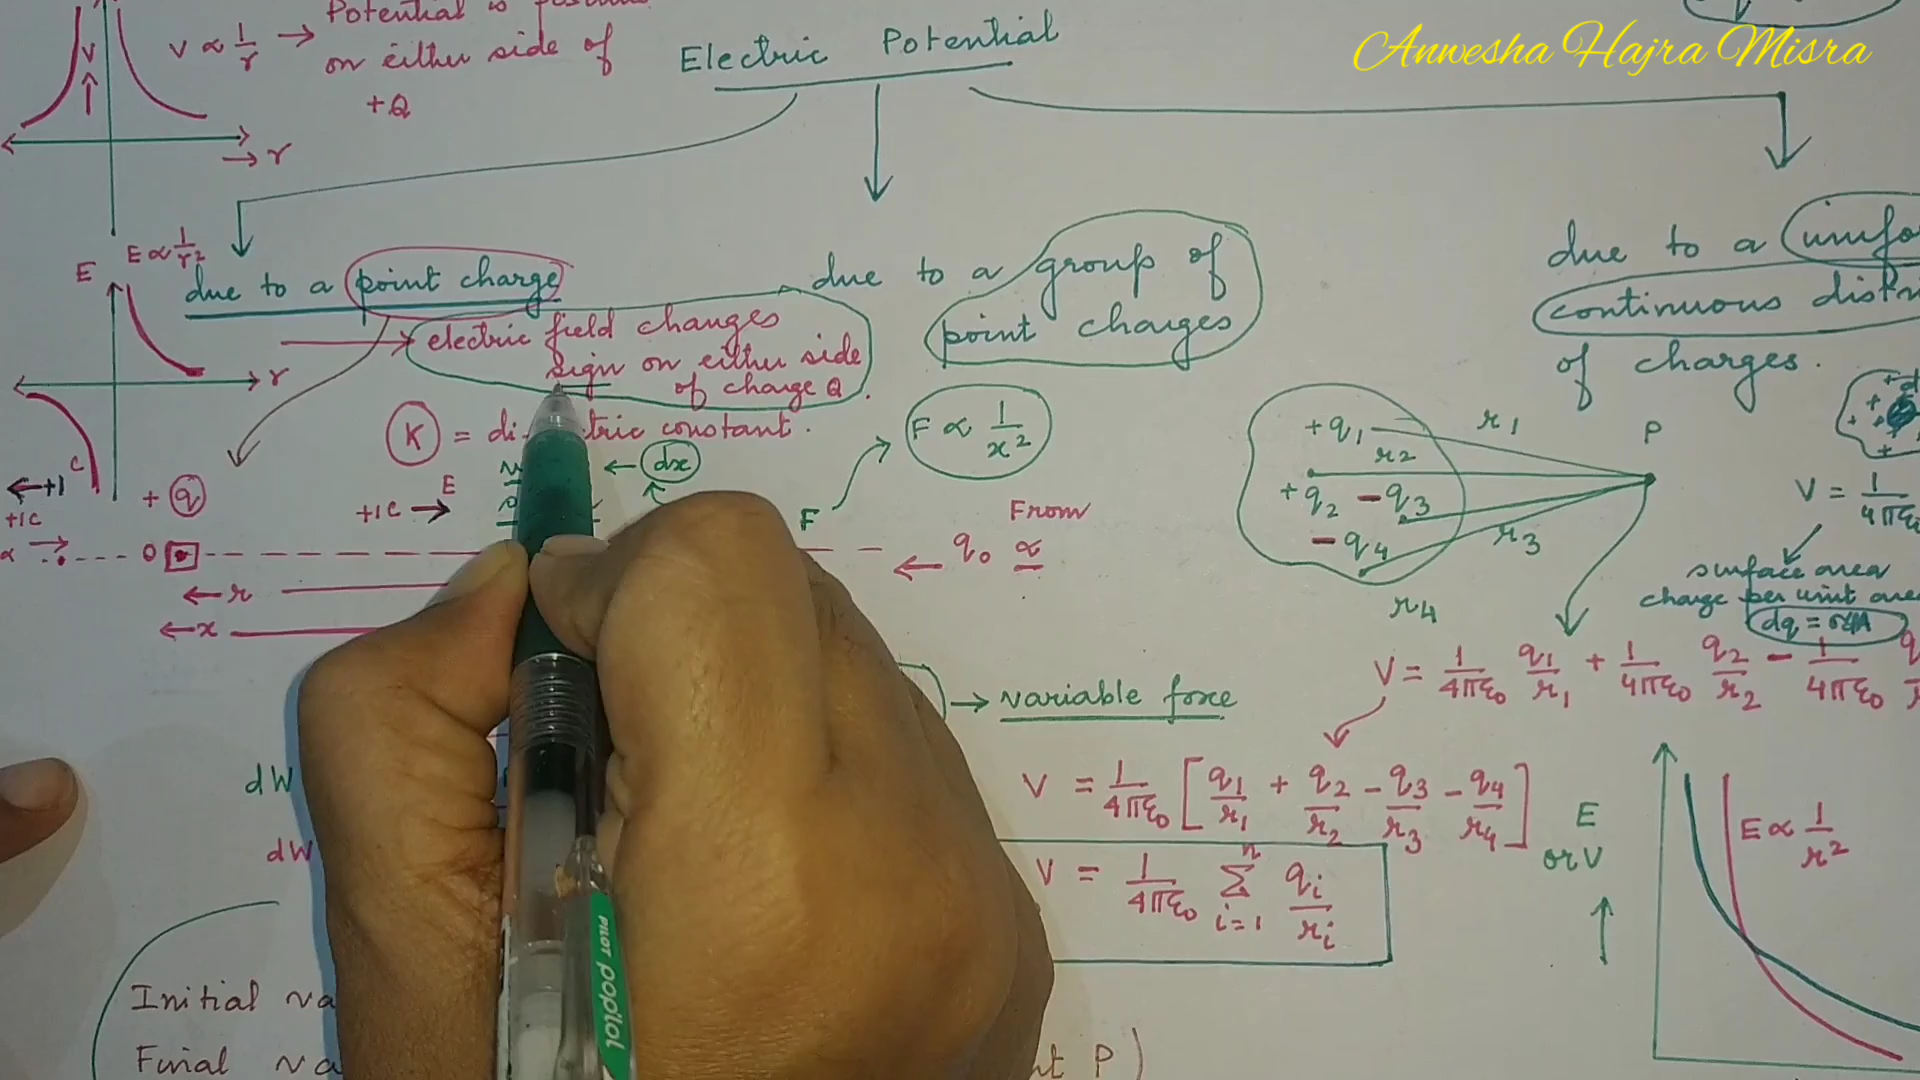 Potential is
V ∝ 1/r → on either side of
+Q
V
→ r
Electric Potential
Anwesha Hajra Misra
E ∝ 1/r²
E
r
due to a point charge
electric field changes
sign on either side
of charge Q.
due to a group of
point charges
due to a
continuous
of charges.
K = constant.
← dx
F ∝ 1/x²
F
← +1
+1C
C
+ q
+1C →
E
From
← q₀ ∝
∝ →
O
← r
← x
+q₁
r₁
r₂
P
+q₂ -q₃
-q₄
r₃
r₄
V = 1/4πε₀
surface area
charge per unit area
dq = σdA
V = 1/4πε₀ q₁/r₁ + 1/4πε₀ q₂/r₂ - 1/4πε₀
→ variable force
V = 1/4πε₀ [q₁/r₁ + q₂/r₂ - q₃/r₃ - q₄/r₄]
V = 1/4πε₀ Σ i=1 n qᵢ/rᵢ
dW
dW
E
or V
E ∝ 1/r²
Initial
Final
P)
PILOT popilol